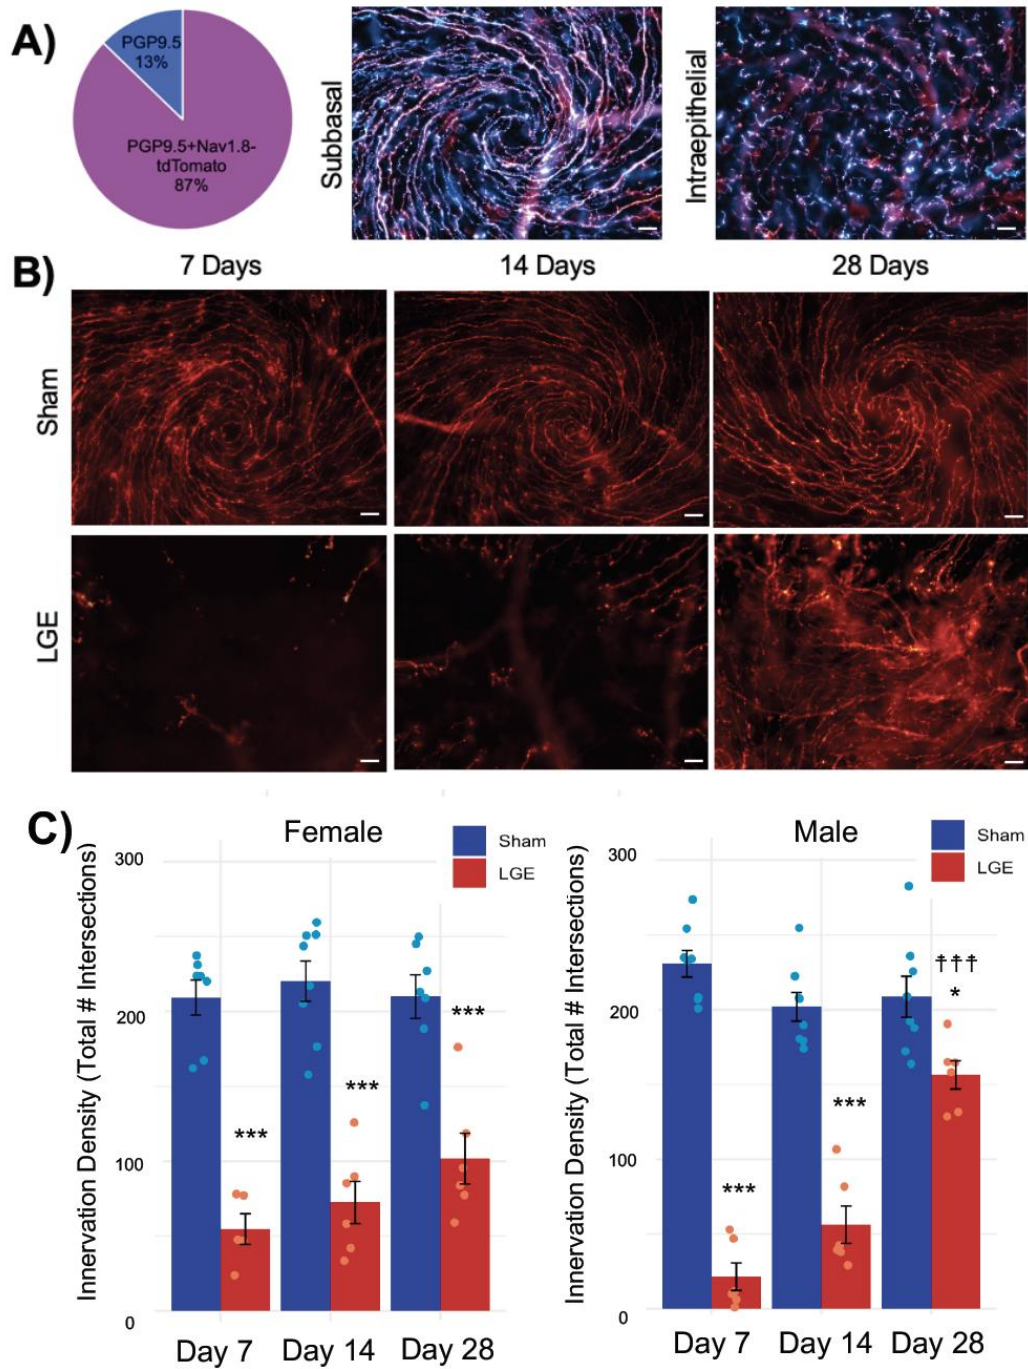 A)
PGP9.5
13%
PGP9.5+Nav1.8-
tdTomato
87%
Subbasal
Intraepithelial
B)
7 Days
14 Days
28 Days
Sham
LGE
C)
Female
Sham
LGE
Innervation Density (Total # Intersections)
300
200
100
0
***
***
***
Day 7
Day 14
Day 28
Male
Sham
LGE
Innervation Density (Total # Intersections)
300
200
100
0
***
***
†††
*
Day 7
Day 14
Day 28